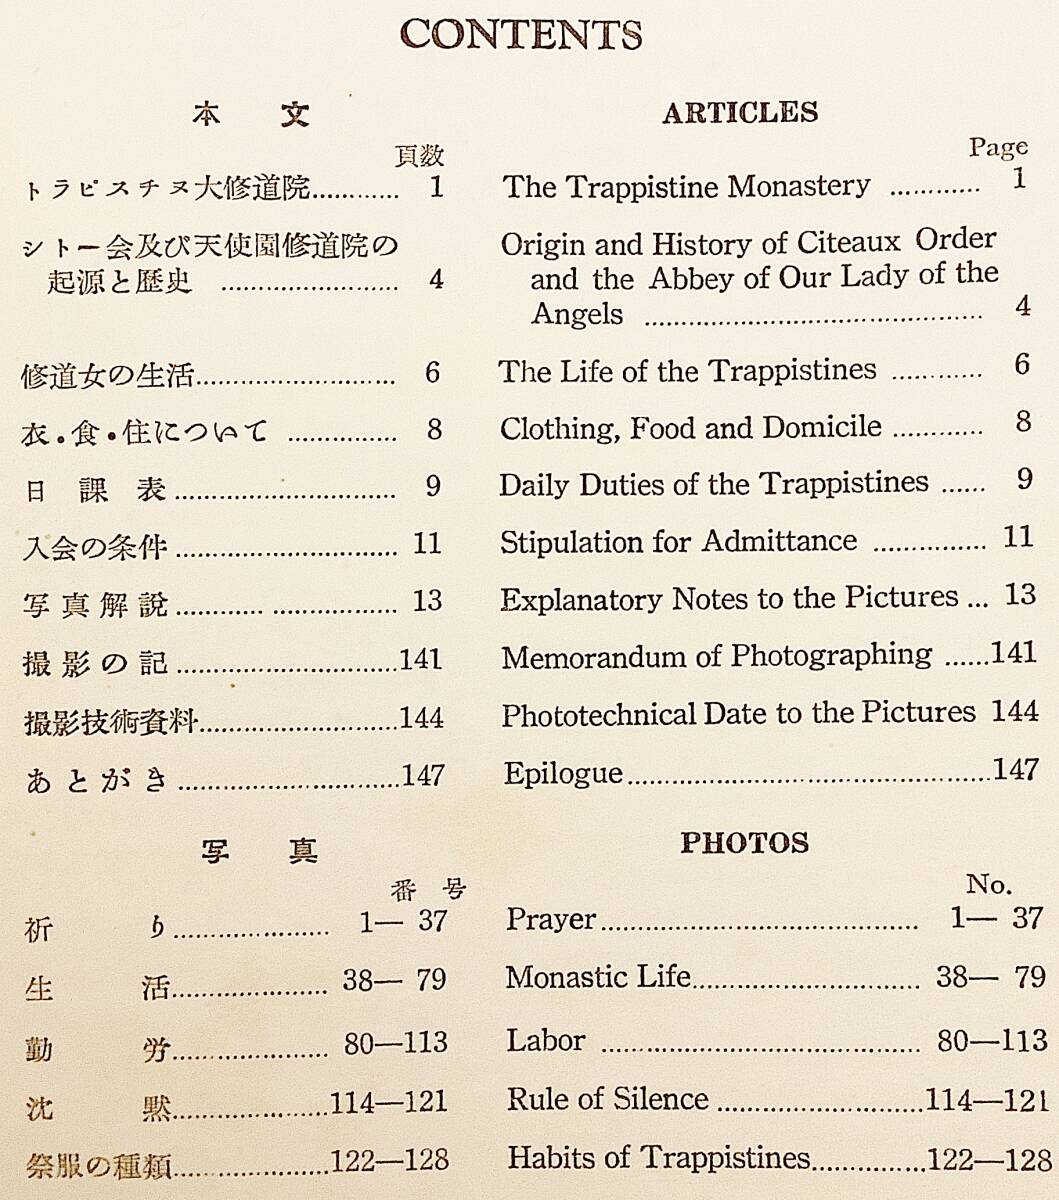 CONTENTS
本 文
頁数
トラピスチヌ大修道院............ 1
シトー会及び天使園修道院の
起源と歴史 ........................ 4
修道女の生活........................... 6
衣・食・住について ............... 8
日 課 表.............................. 9
入会の条件.............................. 11
写真解説............ ................. 13
撮影の記..............................141
撮影技術資料...........................144
あとがき..............................147
ARTICLES
Page
The Trappistine Monastery ............ 1
Origin and History of Citeaux Order
and the Abbey of Our Lady of the
Angels .............................................. 4
The Life of the Trappistines ............ 6
Clothing, Food and Domicile ............ 8
Daily Duties of the Trappistines ...... 9
Stipulation for Admittance ............... 11
Explanatory Notes to the Pictures ... 13
Memorandum of Photographing ......141
Phototechnical Date to the Pictures 144
Epilogue................................................147
写 真
番 号
祈 り..................... 1— 37
生 活..................... 38— 79
勤 労..................... 80—113
沈 黙.....................114—121
祭服の種類.....................122—128
PHOTOS
No.
Prayer.......................................... 1— 37
Monastic Life.............................. 38— 79
Labor .......................................... 80—113
Rule of Silence ...........................114—121
Habits of Trappistines...............122—128